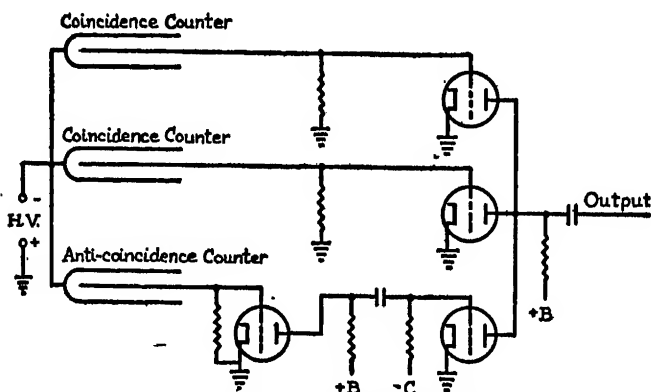 Coincidence Counter
Coincidence Counter
-
H.V.
+
Output
Anti-coincidence Counter
+B
+B
-C